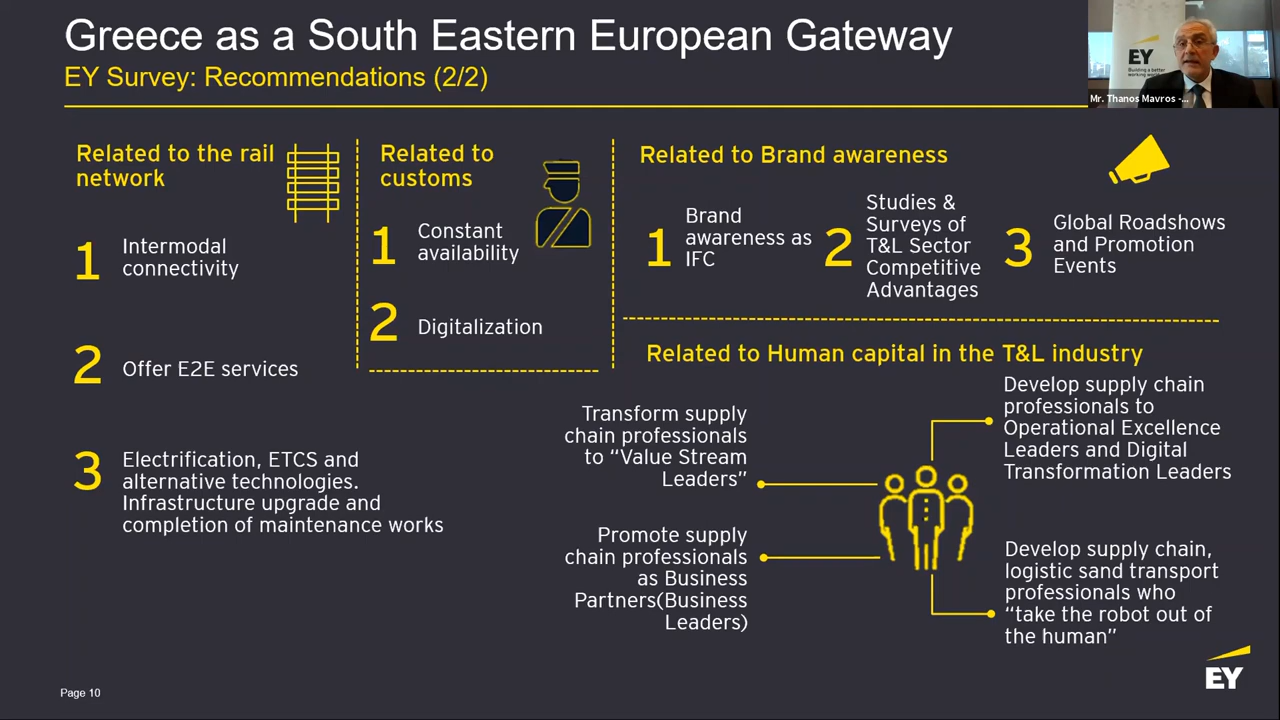 Greece as a South Eastern European Gateway
EY Survey: Recommendations (2/2)
EY
Building a better
working world
Mr. Thanos Mavros -...
Related to the rail
network
1
Intermodal
connectivity
2
Offer E2E services
3
Electrification, ETCS and
alternative technologies.
Infrastructure upgrade and
completion of maintenance works
Related to
customs
1
Constant
availability
2
Digitalization
Related to Brand awareness
1
Brand
awareness as
IFC
2
Studies &
Surveys of
T&L Sector
Competitive
Advantages
3
Global Roadshows
and Promotion
Events
Related to Human capital in the T&L industry
Transform supply
chain professionals
to “Value Stream
Leaders”
Promote supply
chain professionals
as Business
Partners(Business
Leaders)
Develop supply chain
professionals to
Operational Excellence
Leaders and Digital
Transformation Leaders
Develop supply chain,
logistic sand transport
professionals who
“take the robot out of
the human”
EY
Page 10